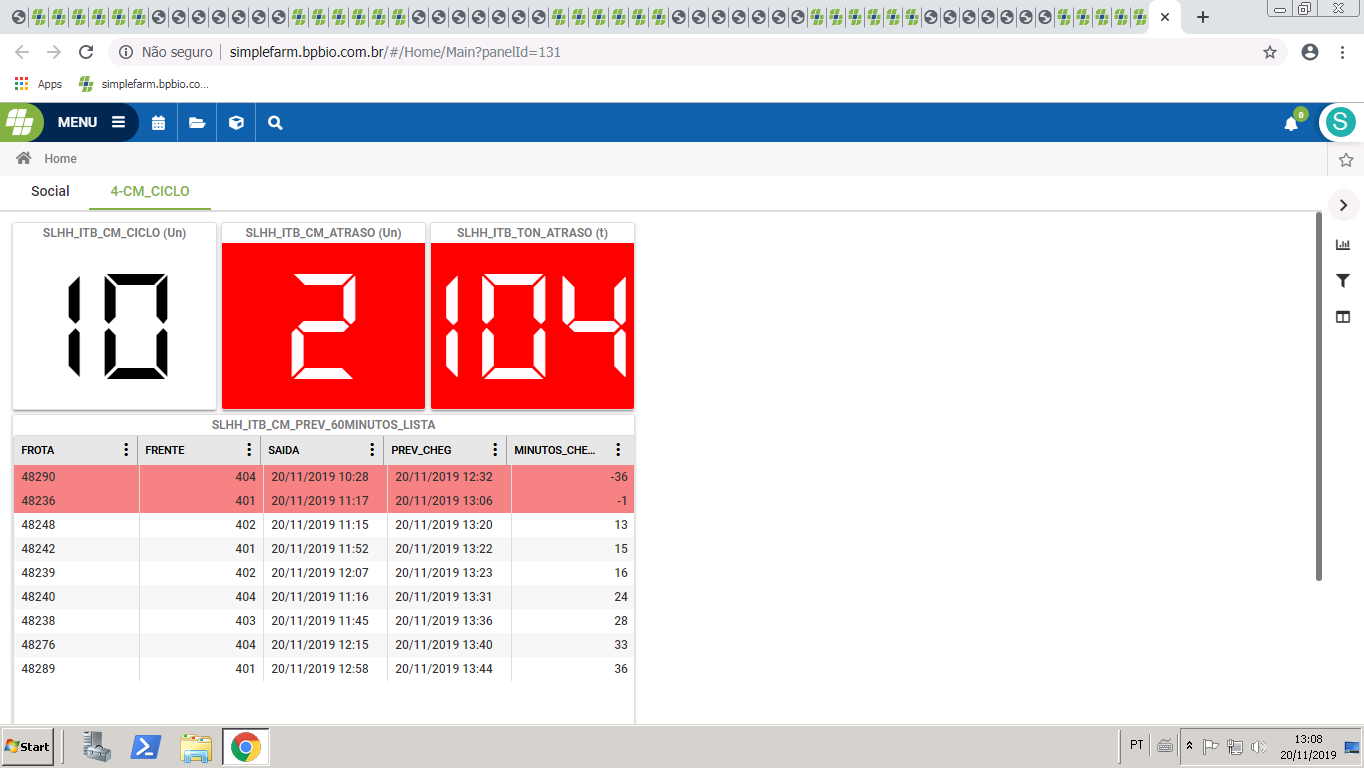 Não seguro simplefarm.bpbio.com.br/#/Home/Main?panelId=131
Apps simplefarm.bpbio.co...
MENU 0 S
Home
Social 4-CM_CICLO
SLHH_ITB_CM_CICLO (Un) SLHH_ITB_CM_ATRASO (Un) SLHH_ITB_TON_ATRASO (t)
10 2 104
SLHH_ITB_CM_PREV_60MINUTOS_LISTA
FROTA FRENTE SAIDA PREV_CHEG MINUTOS_CHE...
48290 404 20/11/2019 10:28 20/11/2019 12:32 -36
48236 401 20/11/2019 11:17 20/11/2019 13:06 -1
48248 402 20/11/2019 11:15 20/11/2019 13:20 13
48242 401 20/11/2019 11:52 20/11/2019 13:22 15
48239 402 20/11/2019 12:07 20/11/2019 13:23 16
48240 404 20/11/2019 11:16 20/11/2019 13:31 24
48238 403 20/11/2019 11:45 20/11/2019 13:36 28
48276 404 20/11/2019 12:15 20/11/2019 13:40 33
48289 401 20/11/2019 12:58 20/11/2019 13:44 36
Start PT 13:08
20/11/2019